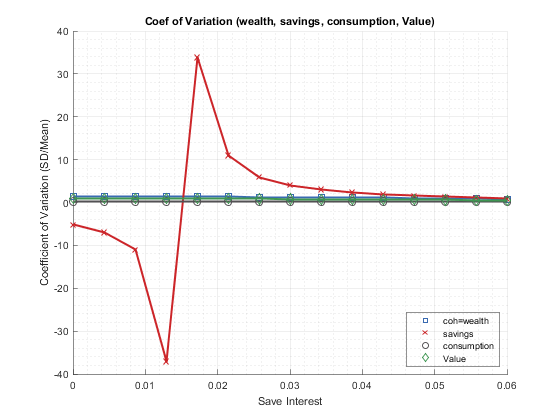 Coef of Variation (wealth, savings, consumption, Value)
40
30
20
10
0
-10
-20
-30
-40
Coefficient of Variation (SD/Mean)
coh=wealth
savings
consumption
Value
0 0.01 0.02 0.03 0.04 0.05 0.06
Save Interest